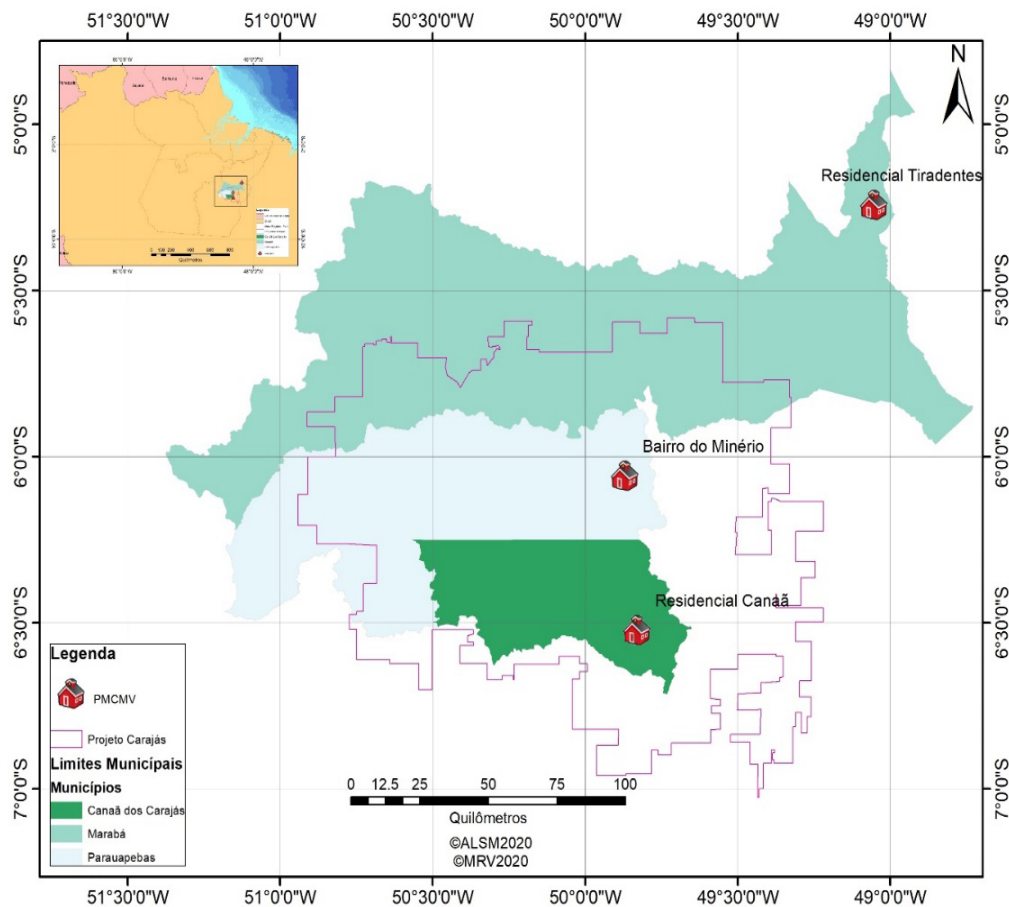 51°30'0"W
51°0'0"W
50°30'0"W
50°0'0"W
49°30'0"W
49°0'0"W
N
5°0'0"S
5°0'0"S
Residencial Tiradentes
5°30'0"S
5°30'0"S
6°0'0"S
6°0'0"S
Bairro do Minério
Residencial Canaã
6°30'0"S
6°30'0"S
Legenda
PMCMV
Projeto Carajás
Limites Municípais
Municípios
Canaã dos Carajás
Marabá
Parauapebas
0 12.5 25 50 75 100
Quilômetros
©ALSM2020
©MRV2020
7°0'0"S
7°0'0"S
51°30'0"W
51°0'0"W
50°30'0"W
50°0'0"W
49°30'0"W
49°0'0"W